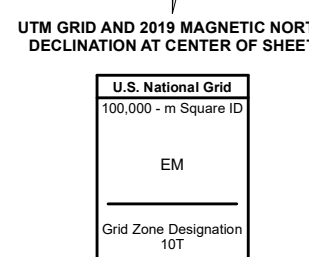 UTM GRID AND 2019 MAGNETIC NORT
DECLINATION AT CENTER OF SHEET
U.S. National Grid
100,000 - m Square ID
EM
Grid Zone Designation
10T